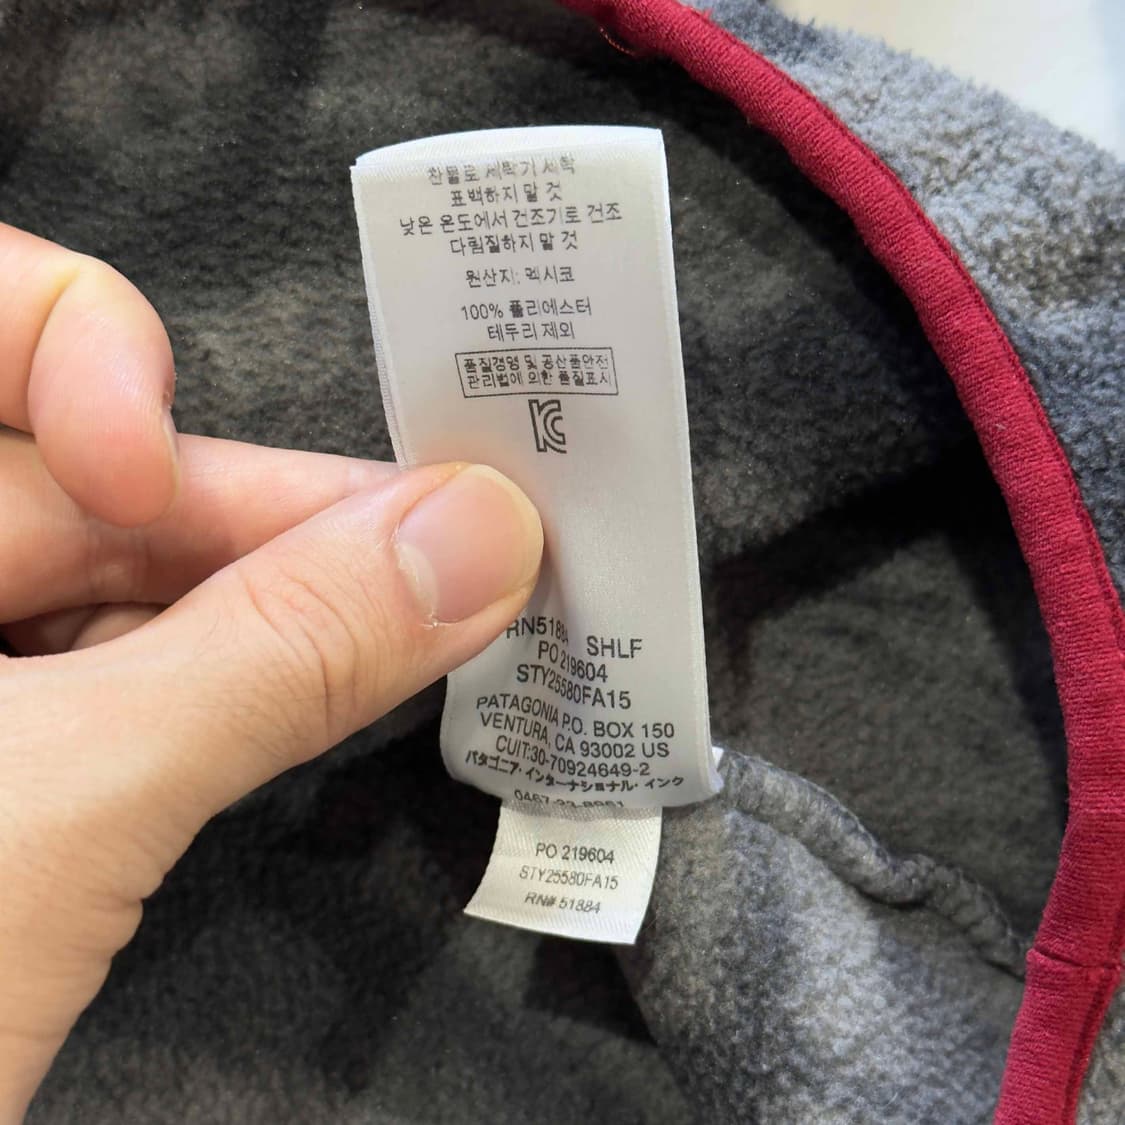 찬물로 세탁기 세탁
표백하지 말 것
낮은 온도에서 건조기로 건조
다림질하지 말 것
원산지: 멕시코
100% 폴리에스터
테두리 제외
품질경영 및 공산품안전
관리법에 의한 품질표시
RN51884 SHLF
PO 219604
STY25580FA15
PATAGONIA P.O. BOX 150
VENTURA, CA 93002 US
CUIT:30-70924649-2
パタゴニア・インターナショナル・インク
PO 219604
STY25580FA15
RN# 51884